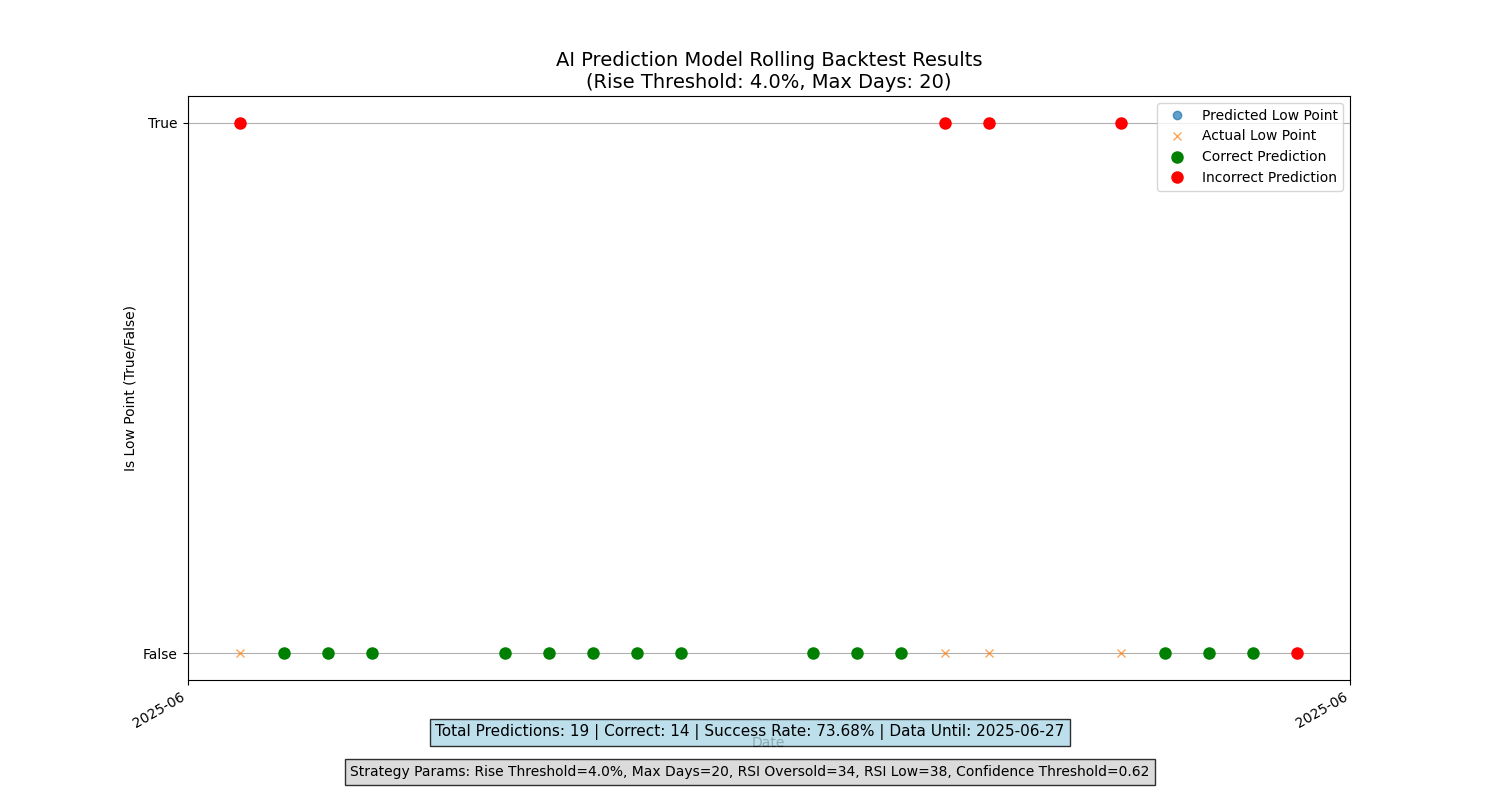 AI Prediction Model Rolling Backtest Results
(Rise Threshold: 4.0%, Max Days: 20)
True
Predicted Low Point
Actual Low Point
Correct Prediction
Incorrect Prediction
Is Low Point (True/False)
False
2025-06
2025-06
Total Predictions: 19 | Correct: 14 | Success Rate: 73.68% | Data Until: 2025-06-27
Date
Strategy Params: Rise Threshold=4.0%, Max Days=20, RSI Oversold=34, RSI Low=38, Confidence Threshold=0.62